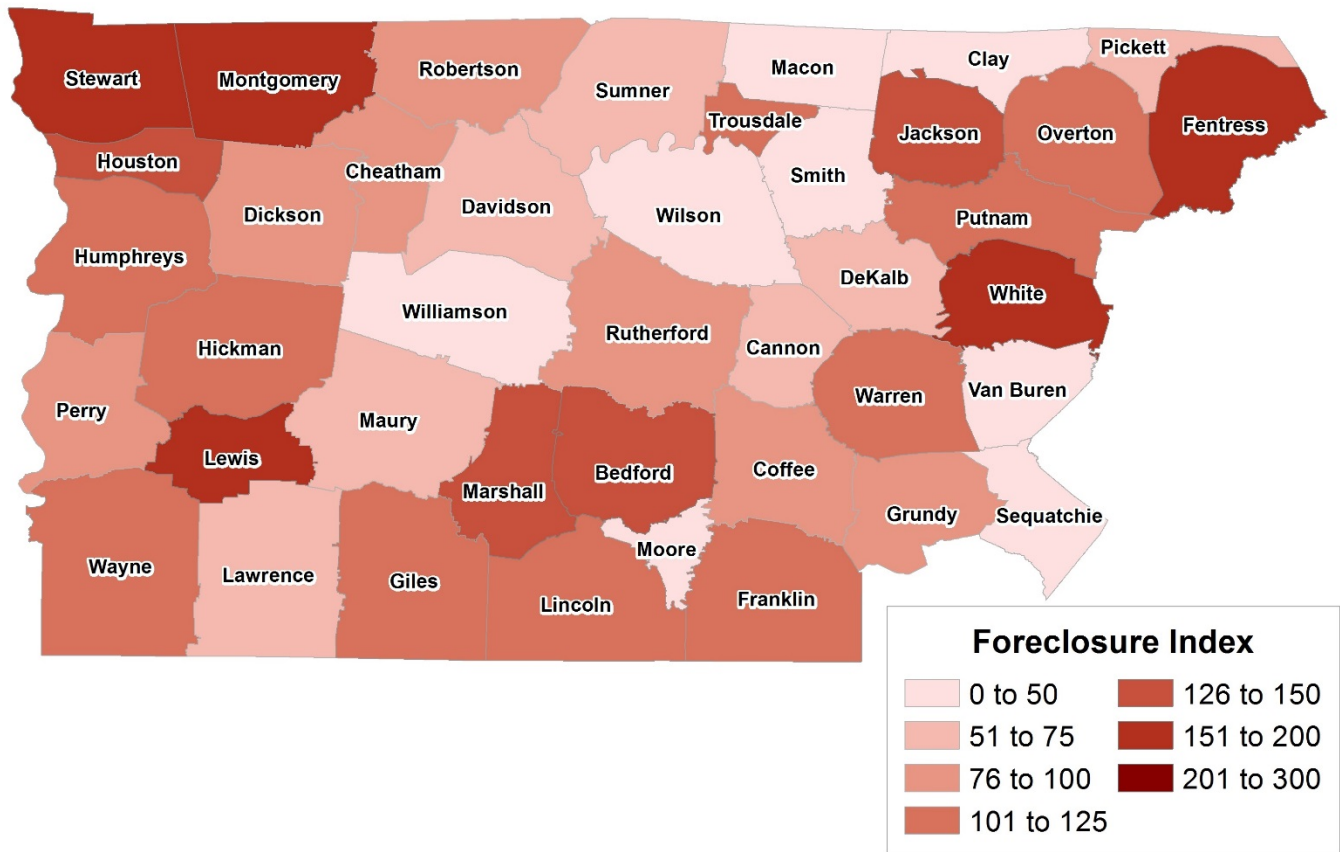 Stewart
Montgomery
Robertson
Sumner
Macon
Clay
Pickett
Trousdale
Jackson
Overton
Fentress
Houston
Cheatham
Smith
Dickson
Davidson
Wilson
Putnam
Humphreys
DeKalb
White
Williamson
Rutherford
Hickman
Cannon
Perry
Maury
Warren
Van Buren
Lewis
Marshall
Bedford
Coffee
Grundy
Sequatchie
Moore
Wayne
Lawrence
Giles
Lincoln
Franklin
Foreclosure Index
0 to 50
51 to 75
76 to 100
101 to 125
126 to 150
151 to 200
201 to 300